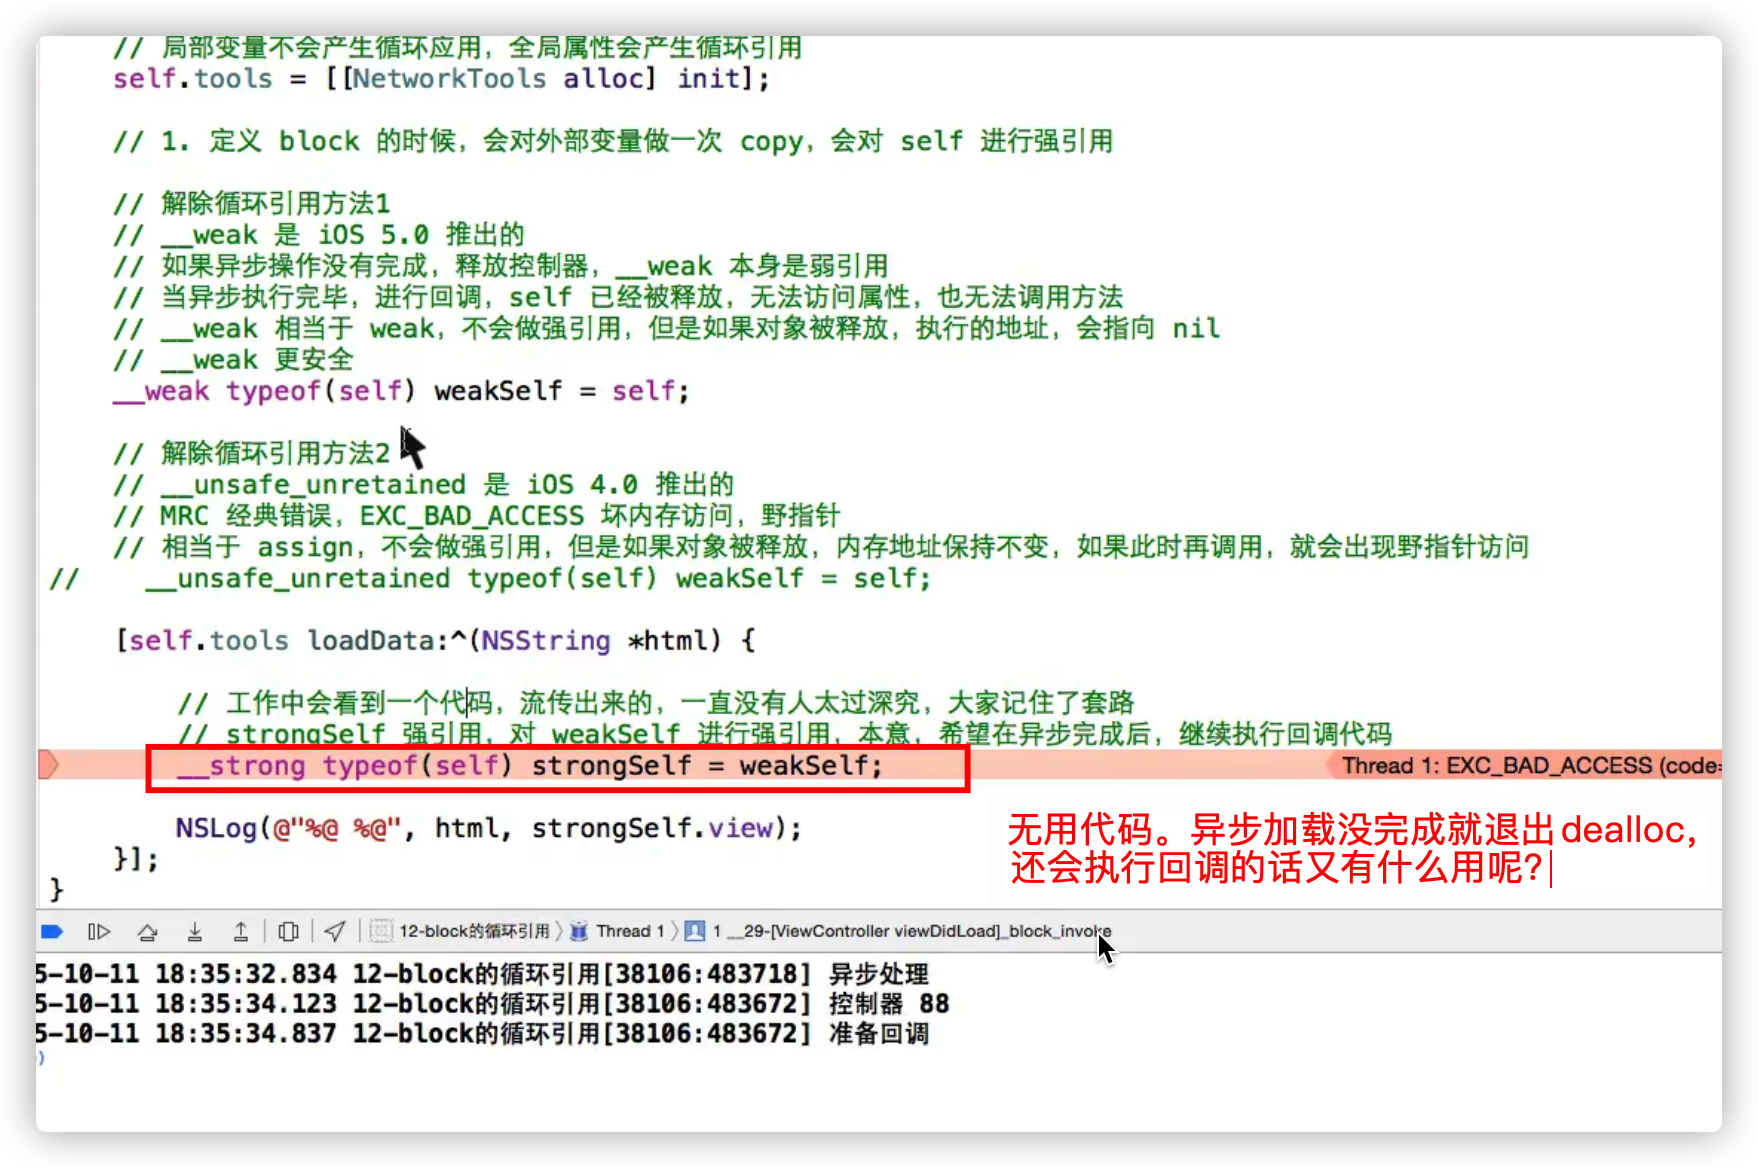 // 局部变量不会产生循环应用，全局属性会产生循环引用
self.tools = [[NetworkTools alloc] init];
// 1. 定义 block 的时候，会对外部变量做一次 copy，会对 self 进行强引用
// 解除循环引用方法1
// __weak 是 iOS 5.0 推出的
// 如果异步操作没有完成，释放控制器，__weak 本身是弱引用
// 当异步执行完毕，进行回调，self 已经被释放，无法访问属性，也无法调用方法
// __weak 相当于 weak，不会做强引用，但是如果对象被释放，执行的地址，会指向 nil
// __weak 更安全
__weak typeof(self) weakSelf = self;
// 解除循环引用方法2
// __unsafe_unretained 是 iOS 4.0 推出的
// MRC 经典错误，EXC_BAD_ACCESS 坏内存访问，野指针
// 相当于 assign，不会做强引用，但是如果对象被释放，内存地址保持不变，如果此时再调用，就会出现野指针访问
// __unsafe_unretained typeof(self) weakSelf = self;
[self.tools loadData:^(NSString *html) {
// 工作中会看到一个代码，流传出来的，一直没有人太过深究，大家记住了套路
// strongSelf 强引用，对 weakSelf 进行强引用，本意，希望在异步完成后，继续执行回调代码
__strong typeof(self) strongSelf = weakSelf;
Thread 1: EXC_BAD_ACCESS (code=
NSLog(@"%@ %@", html, strongSelf.view);
无用代码。异步加载没完成就退出dealloc，
还会执行回调的话又有什么用呢?
}];
}
12-block的循环引用 〉 Thread 1 〉 1 __29-[ViewController viewDidLoad]_block_invoke
5-10-11 18:35:32.834 12-block的循环引用[38106:483718] 异步处理
5-10-11 18:35:34.123 12-block的循环引用[38106:483672] 控制器 88
5-10-11 18:35:34.837 12-block的循环引用[38106:483672] 准备回调
)